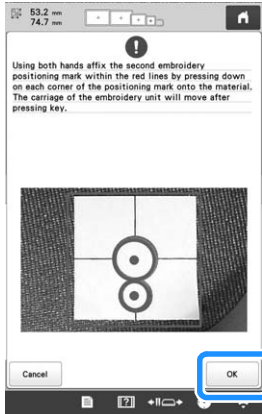 53.2 mm
74.7 mm
Using both hands affix the second embroidery
positioning mark within the red lines by pressing down
on each corner of the positioning mark onto the material.
The carriage of the embroidery unit will move after
pressing key.
Cancel
OK